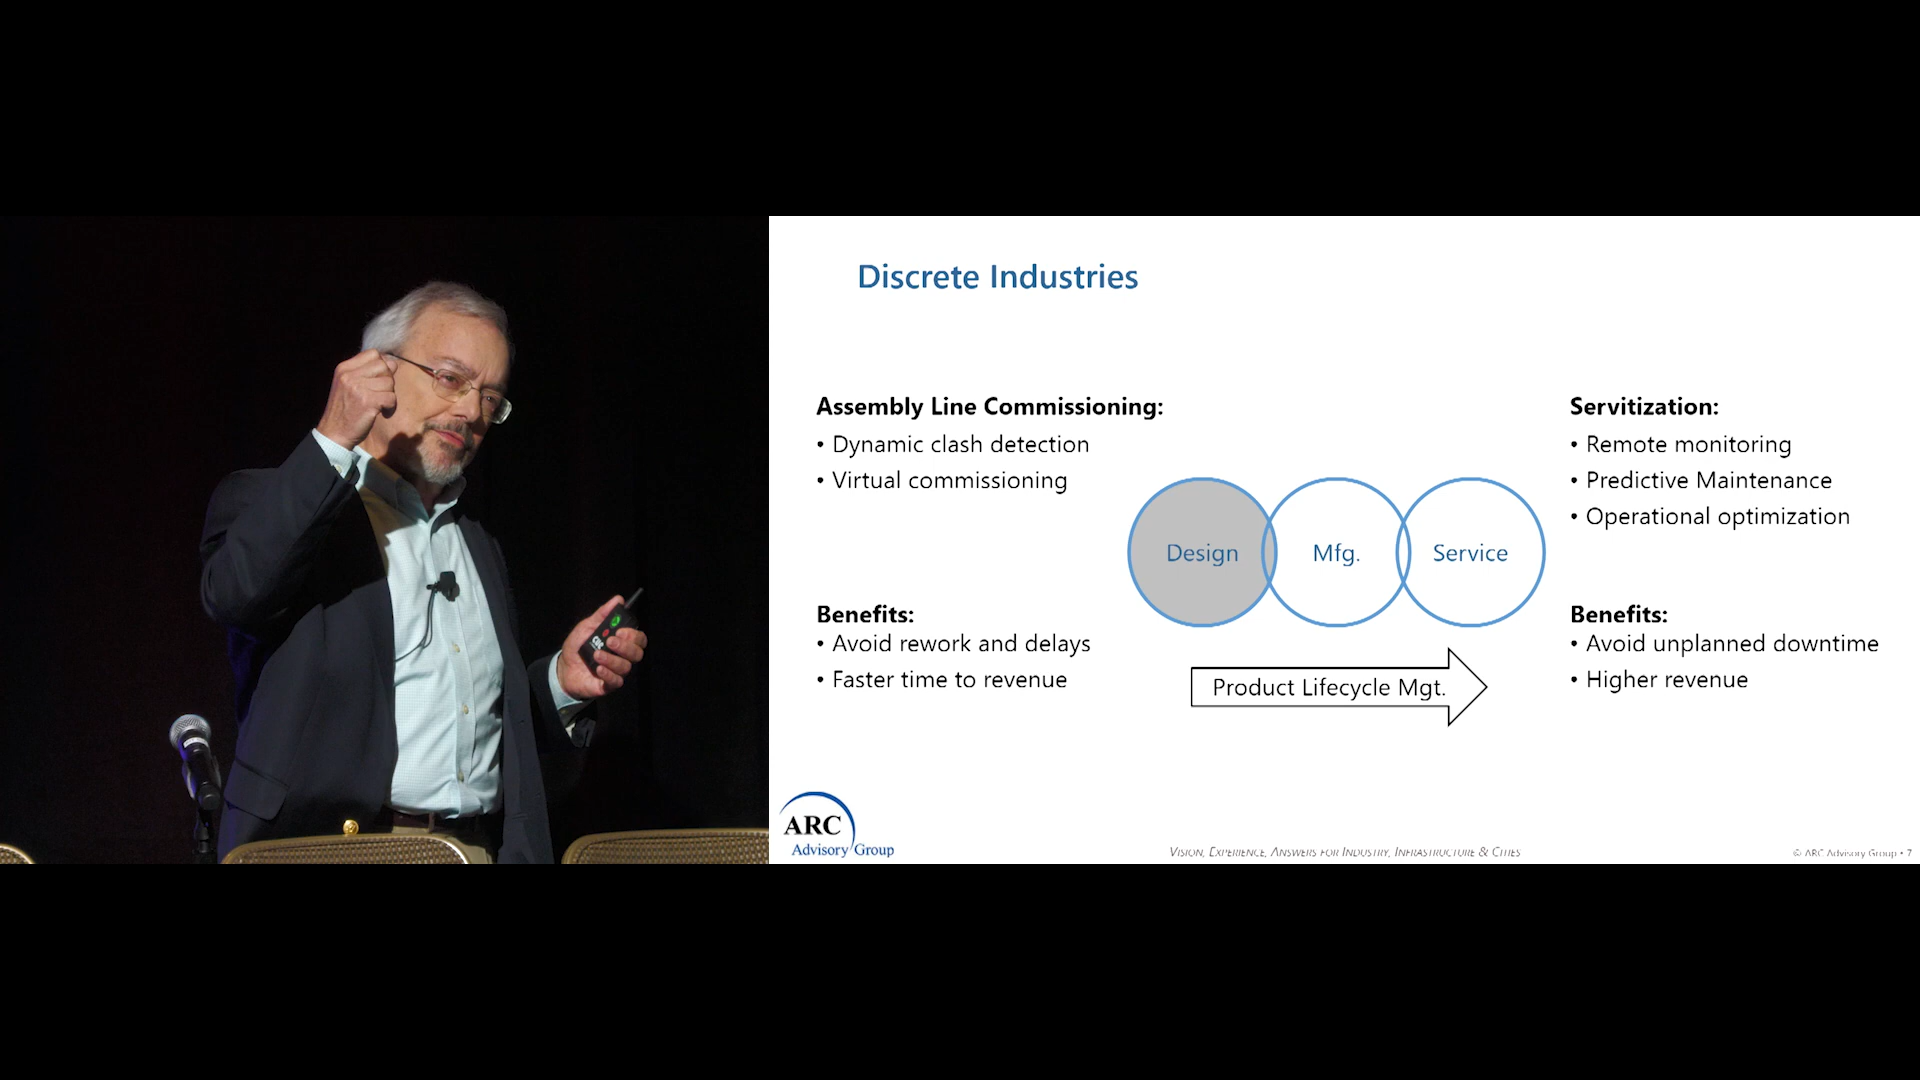 Discrete Industries
Assembly Line Commissioning:
• Dynamic clash detection
• Virtual commissioning
Benefits:
• Avoid rework and delays
• Faster time to revenue
Design
Mfg.
Service
Product Lifecycle Mgt.
Servitization:
• Remote monitoring
• Predictive Maintenance
• Operational optimization
Benefits:
• Avoid unplanned downtime
• Higher revenue
ARC
Advisory Group
VISION, EXPERIENCE, ANSWERS FOR INDUSTRY, INFRASTRUCTURE & CITIES
© ARC Advisory Group • 7